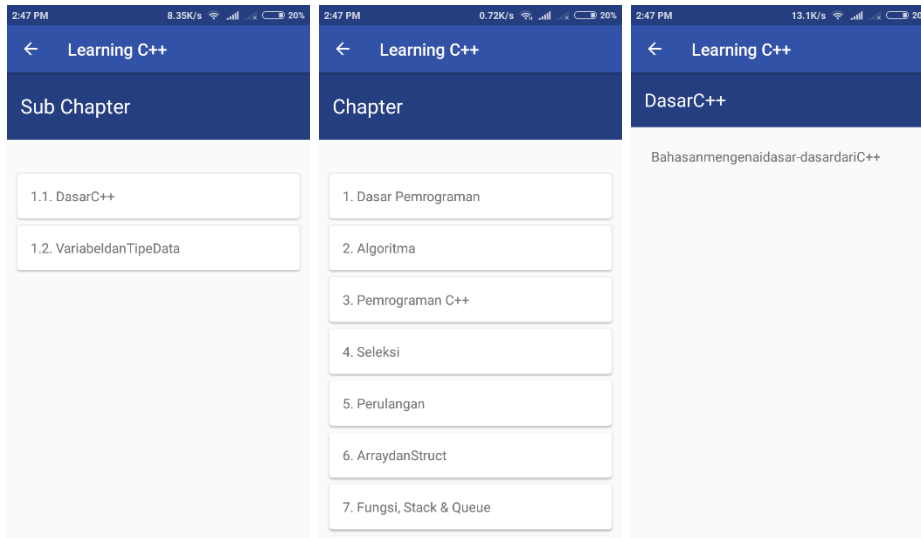 2:47 PM 8.35K/s 20%
Learning C++
Sub Chapter
1.1. DasarC++
1.2. VariabeldanTipeData
2:47 PM 0.72K/s 20%
Learning C++
Chapter
1. Dasar Pemrograman
2. Algoritma
3. Pemrograman C++
4. Seleksi
5. Perulangan
6. ArraydanStruct
7. Fungsi, Stack & Queue
2:47 PM 13.1K/s 20
Learning C++
DasarC++
Bahasanmengenaidasar-dasardariC++